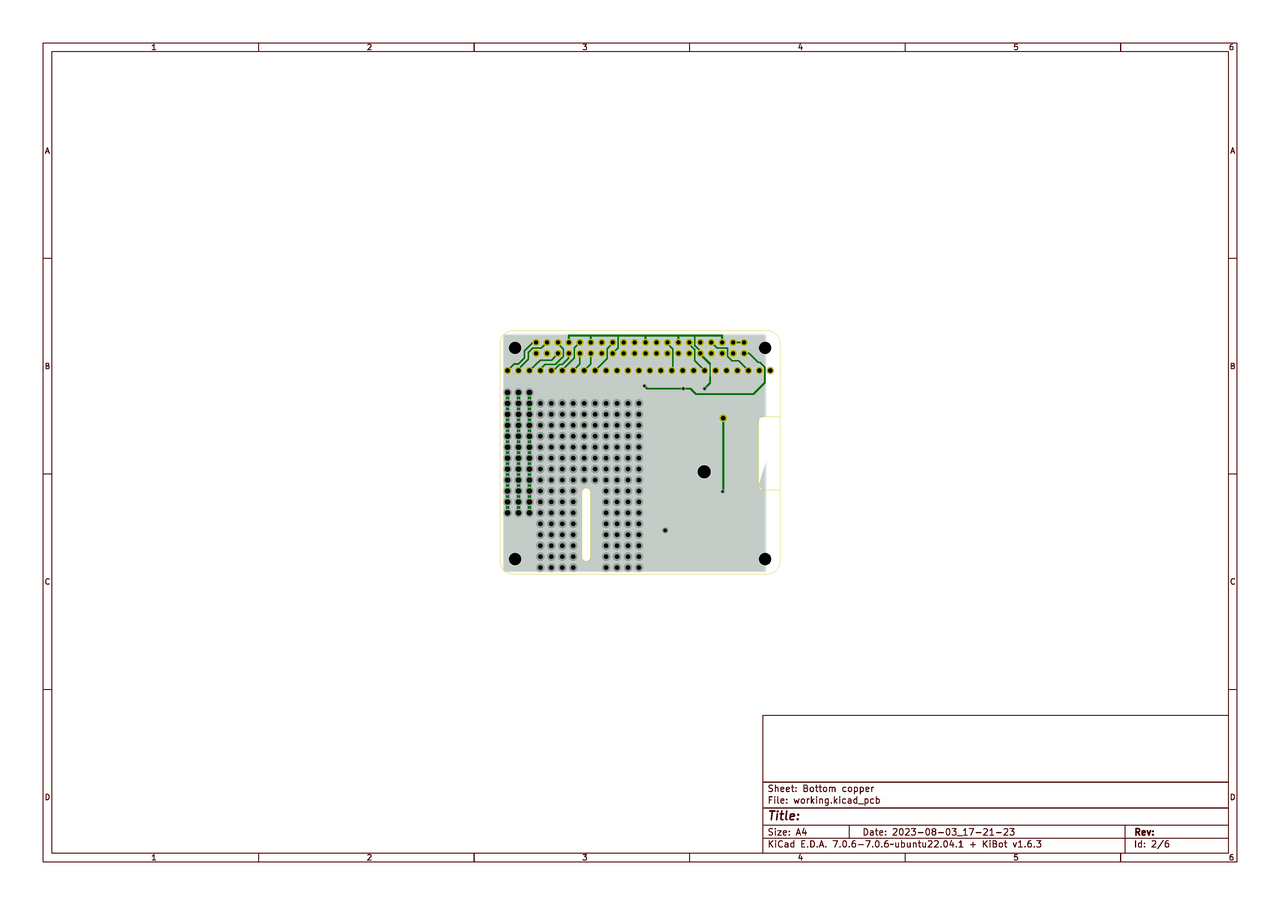 1 2 3 4 5 6
A A
B B
C C
D D
Sheet: Bottom copper
File: working.kicad_pcb
Title:
Size: A4 Date: 2023-08-03_17-21-23 Rev:
KiCad E.D.A. 7.0.6-7.0.6~ubuntu22.04.1 + KiBot v1.6.3 Id: 2/6
1 2 3 4 5 6